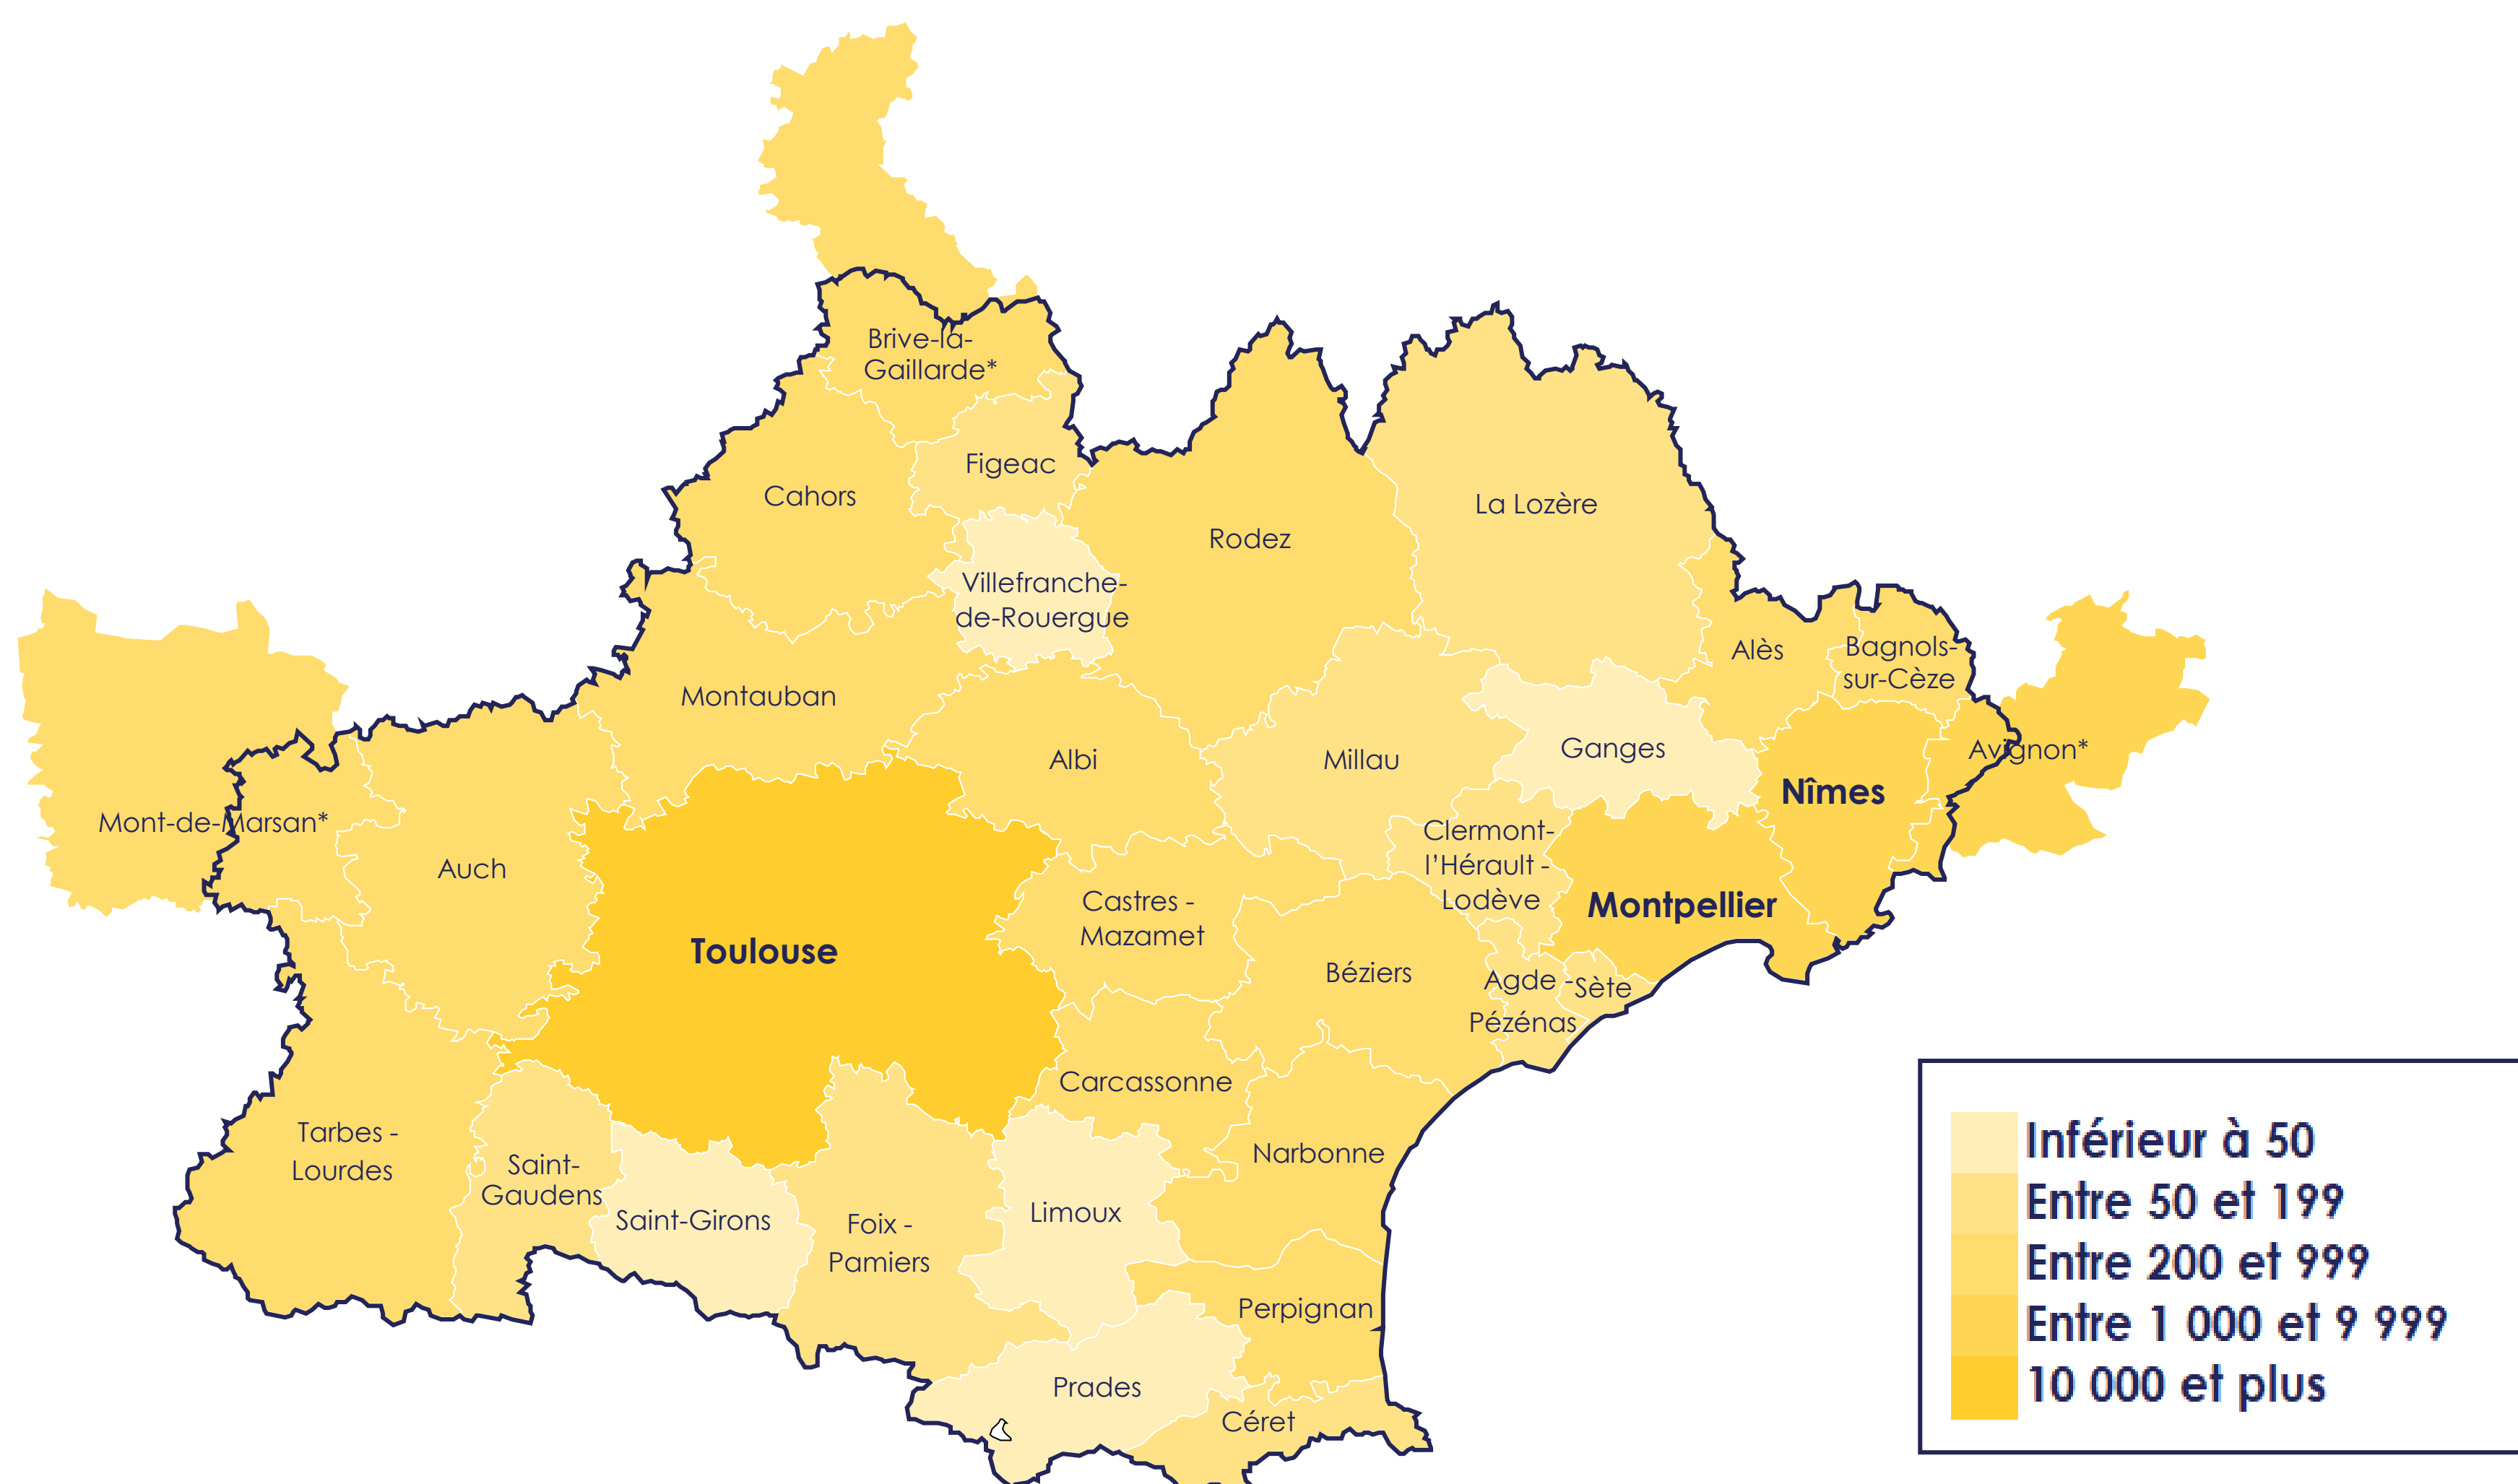 Brive-la-
Gaillarde*
Figeac
Cahors
La Lozère
Rodez
Villefranche-
de-Rouergue
Alès
Bagnols-
sur-Cèze
Montauban
Albi
Millau
Ganges
Avignon*
Nîmes
Mont-de-Marsan*
Auch
Clermont-
l'Hérault -
Lodève
Castres -
Mazamet
Montpellier
Toulouse
Béziers
Agde -
Pézénas
Sète
Carcassonne
Tarbes -
Lourdes
Saint-
Gaudens
Narbonne
Saint-Girons
Foix -
Pamiers
Limoux
Perpignan
Prades
Céret
Inférieur à 50
Entre 50 et 199
Entre 200 et 999
Entre 1 000 et 9 999
10 000 et plus